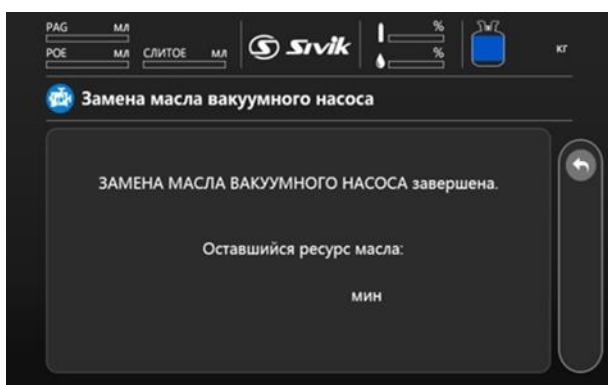 PAG мл
POE мл СЛИТОЕ мл
Sivik
%
%
кг
Замена масла вакуумного насоса
ЗАМЕНА МАСЛА ВАКУУМНОГО НАСОСА завершена.
Оставшийся ресурс масла:
мин